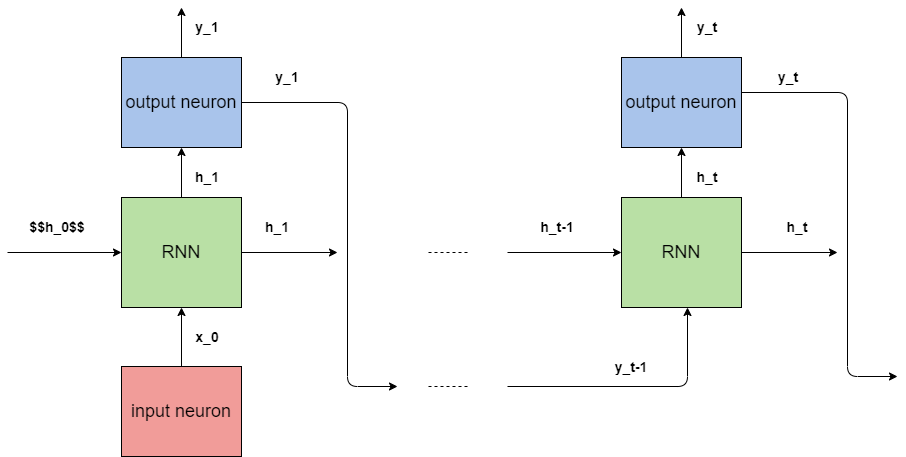 y_1
y_t
output neuron
y_1
output neuron
y_t
h_1
h_t
$$h_0$$
RNN
h_1
h_t-1
RNN
h_t
x_0
y_t-1
input neuron